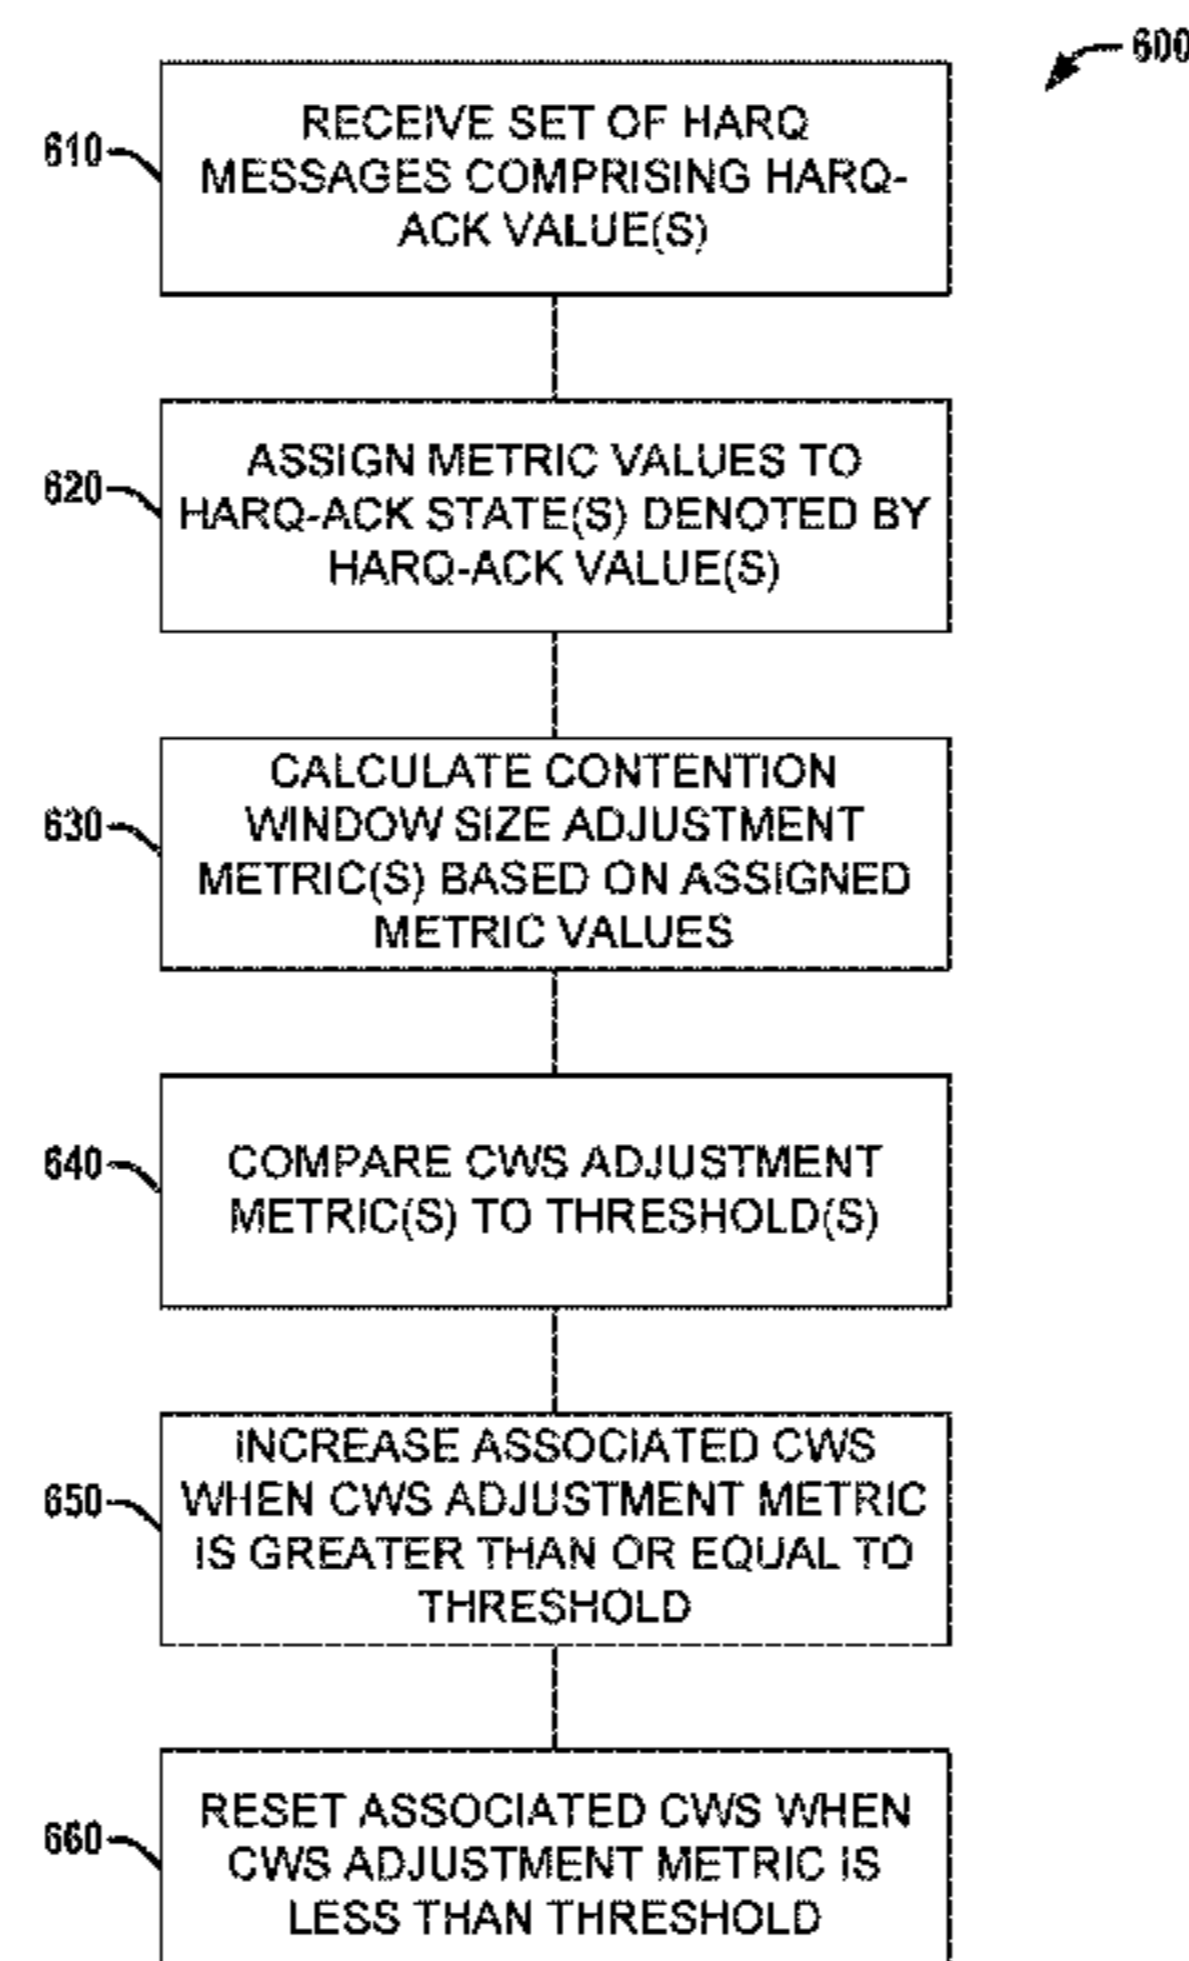 600
610
RECEIVE SET OF HARQ
MESSAGES COMPRISING HARQ-
ACK VALUE(S)
620
ASSIGN METRIC VALUES TO
HARQ-ACK STATE(S) DENOTED BY
HARQ-ACK VALUE(S)
630
CALCULATE CONTENTION
WINDOW SIZE ADJUSTMENT
METRIC(S) BASED ON ASSIGNED
METRIC VALUES
640
COMPARE CWS ADJUSTMENT
METRIC(S) TO THRESHOLD(S)
650
INCREASE ASSOCIATED CWS
WHEN CWS ADJUSTMENT METRIC
IS GREATER THAN OR EQUAL TO
THRESHOLD
660
RESET ASSOCIATED CWS WHEN
CWS ADJUSTMENT METRIC IS
LESS THAN THRESHOLD